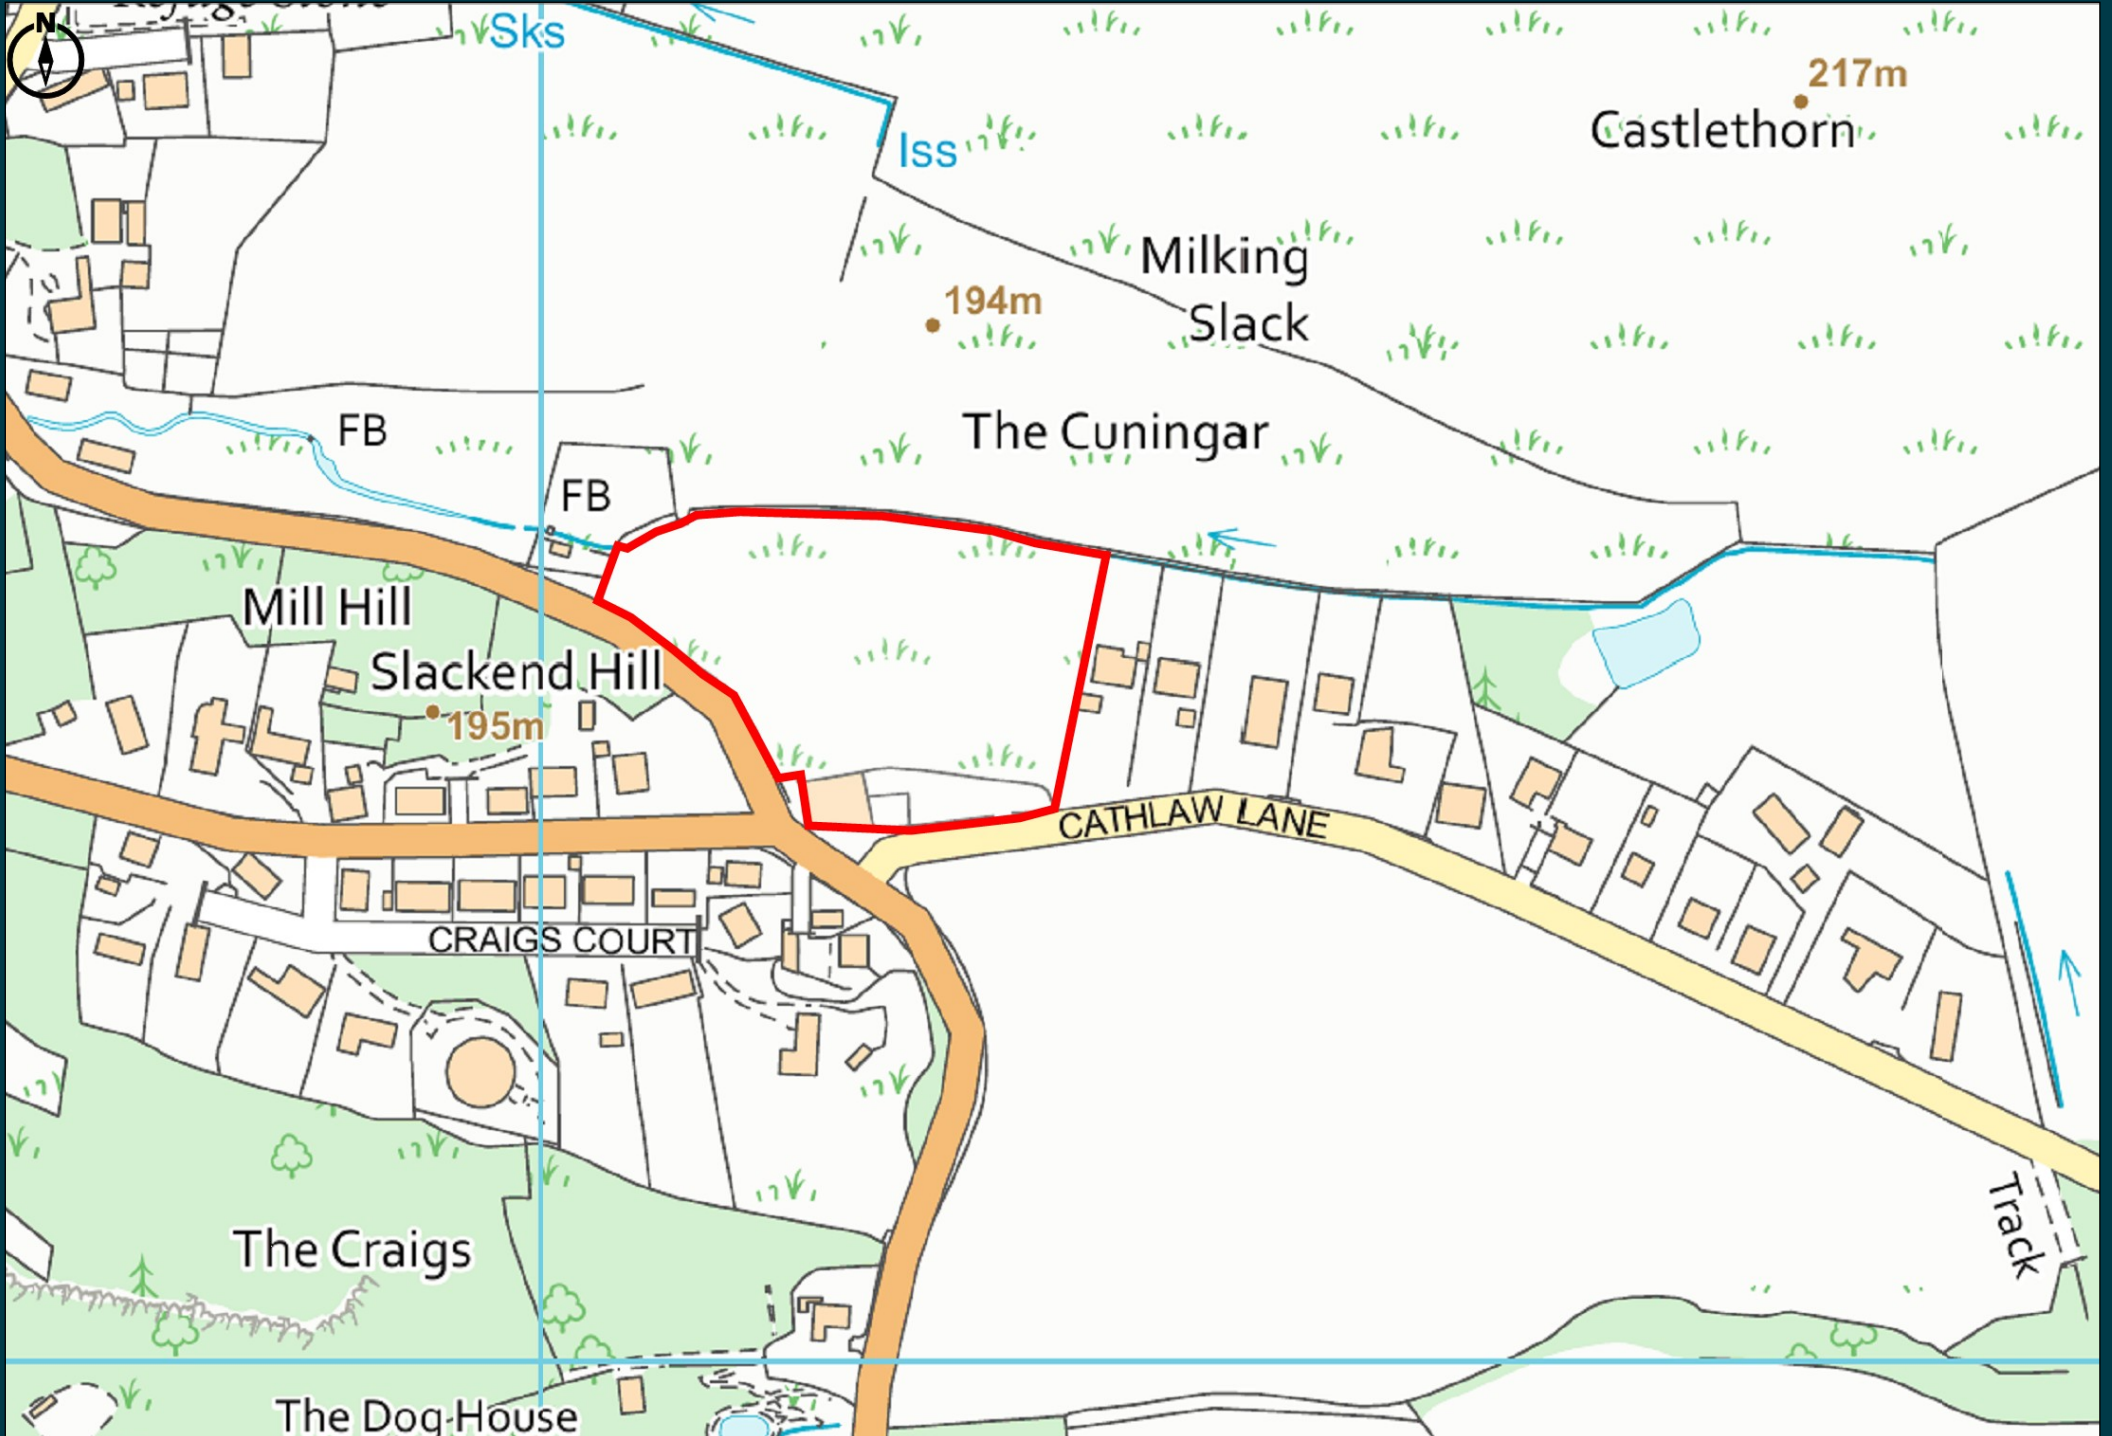 N
Sks
217m
Castlethorn
Iss
Milking
Slack
194m
The Cuningar
FB
FB
Mill Hill
Slackend Hill
195m
CATHLAW LANE
CRAIGS COURT
Track
The Craigs
The Dog House